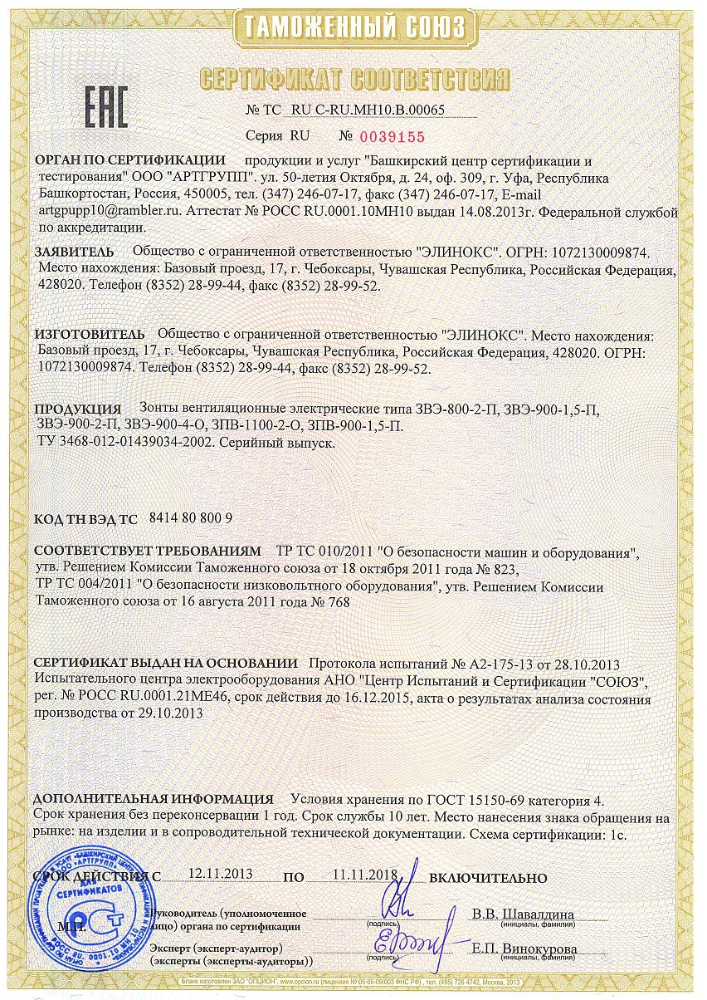 ТАМОЖЕННЫЙ СОЮЗ
СЕРТИФИКАТ СООТВЕТСТВИЯ
ЕАС
№ ТС RU C-RU.МН10.В.00065
Серия RU № 0039155
ОРГАН ПО СЕРТИФИКАЦИИ продукции и услуг "Башкирский центр сертификации и
тестирования" ООО "АРТГРУПП". ул. 50-летия Октября, д. 24, оф. 309, г. Уфа, Республика
Башкортостан, Россия, 450005, тел. (347) 246-07-17, факс (347) 246-07-17, E-mail
artgpupp10@rambler.ru. Аттестат № РОСС RU.0001.10МН10 выдан 14.08.2013г. Федеральной службой
по аккредитации.
ЗАЯВИТЕЛЬ Общество с ограниченной ответственностью "ЭЛИНОКС". ОГРН: 1072130009874.
Место нахождения: Базовый проезд, 17, г. Чебоксары, Чувашская Республика, Российская Федерация,
428020. Телефон (8352) 28-99-44, факс (8352) 28-99-52.
ИЗГОТОВИТЕЛЬ Общество с ограниченной ответственностью "ЭЛИНОКС". Место нахождения:
Базовый проезд, 17, г. Чебоксары, Чувашская Республика, Российская Федерация, 428020. ОГРН:
1072130009874. Телефон (8352) 28-99-44, факс (8352) 28-99-52.
ПРОДУКЦИЯ Зонты вентиляционные электрические типа ЗВЭ-800-2-П, ЗВЭ-900-1,5-П,
ЗВЭ-900-2-П, ЗВЭ-900-4-О, ЗПВ-1100-2-О, ЗПВ-900-1,5-П.
ТУ 3468-012-01439034-2002. Серийный выпуск.
КОД ТН ВЭД ТС 8414 80 800 9
СООТВЕТСТВУЕТ ТРЕБОВАНИЯМ ТР ТС 010/2011 "О безопасности машин и оборудования",
утв. Решением Комиссии Таможенного союза от 18 октября 2011 года № 823,
ТР ТС 004/2011 "О безопасности низковольтного оборудования", утв. Решением Комиссии
Таможенного союза от 16 августа 2011 года № 768
СЕРТИФИКАТ ВЫДАН НА ОСНОВАНИИ Протокола испытаний № А2-175-13 от 28.10.2013
Испытательного центра электрооборудования АНО "Центр Испытаний и Сертификации "СОЮЗ",
рег. № РОСС RU.0001.21МЕ46, срок действия до 16.12.2015, акта о результатах анализа состояния
производства от 29.10.2013
ДОПОЛНИТЕЛЬНАЯ ИНФОРМАЦИЯ Условия хранения по ГОСТ 15150-69 категория 4.
Срок хранения без переконсервации 1 год. Срок службы 10 лет. Место нанесения знака обращения на
рынке: на изделии и в сопроводительной технической документации. Схема сертификации: 1с.
СРОК ДЕЙСТВИЯ С 12.11.2013 ПО 11.11.2018 ВКЛЮЧИТЕЛЬНО
ООО "АРТГРУПП"
ДЛЯ
СЕРТИФИКАТОВ
РОСС RU. 0001.10 МН 10
М.П.
Руководитель (уполномоченное
лицо) органа по сертификации
(подпись)
В.В. Шавалдина
(инициалы, фамилия)
Эксперт (эксперт-аудитор)
(эксперты (эксперты-аудиторы))
(подпись)
Е.П. Винокурова
(инициалы, фамилия)
Бланк изготовлен ЗАО "ОПЦИОН", www.opcion.ru (лицензия № 05-05-09/003 ФНС РФ), тел. (495) 726 4742, Москва, 2013